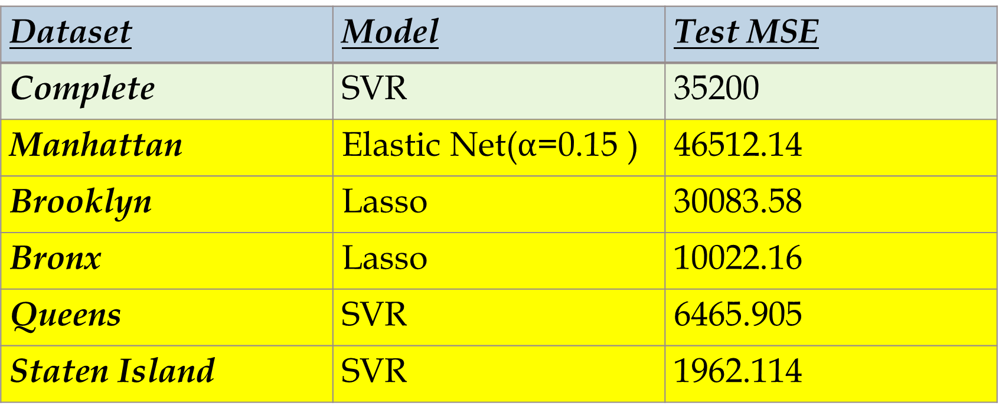 Dataset Model Test MSE
Complete SVR 35200
Manhattan Elastic Net(α=0.15 ) 46512.14
Brooklyn Lasso 30083.58
Bronx Lasso 10022.16
Queens SVR 6465.905
Staten Island SVR 1962.114